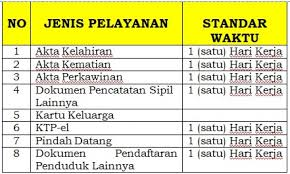 NO JENIS PELAYANAN STANDAR WAKTU
1 Akta Kelahiran 1 (satu) Hari Kerja
2 Akta Kematian 1 (satu) Hari Kerja
3 Akta Perkawinan 1 (satu) Hari Kerja
4 Dokumen Pencatatan Sipil Lainnya 1 (satu) Hari Kerja
5 Kartu Keluarga
6 KTP-el 1 (satu) Hari Kerja
7 Pindah Datang 1 (satu) Hari Kerja
8 Dokumen Pendaftaran Penduduk Lainnya 1 (satu) Hari Kerja